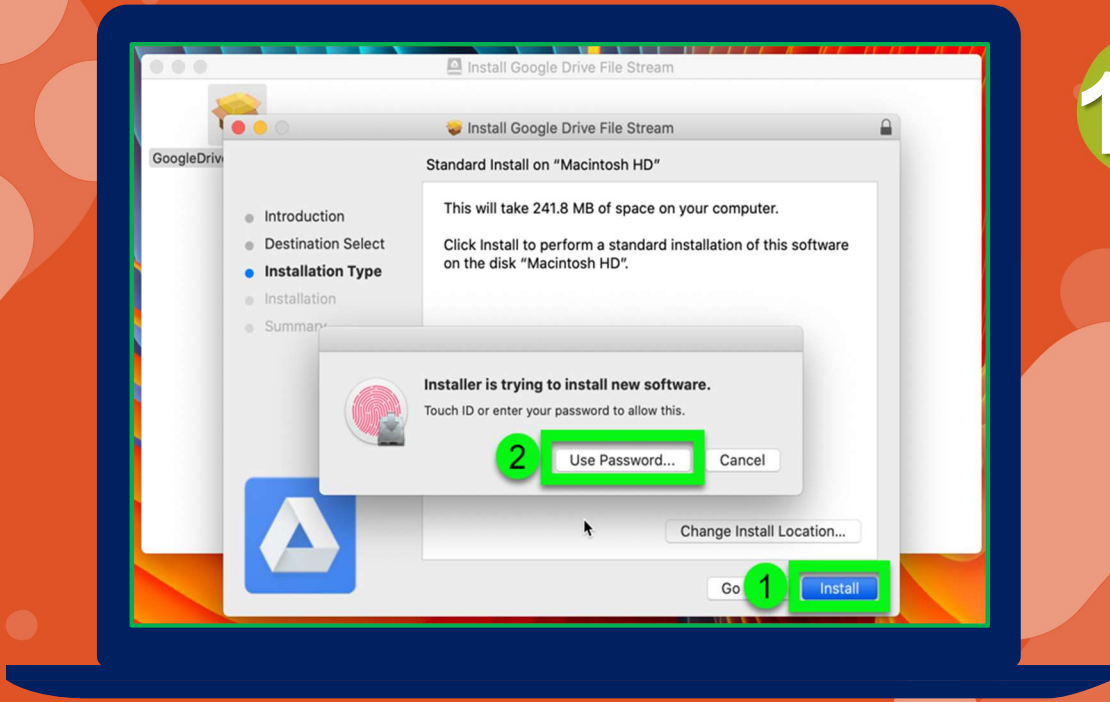 Install Google Drive File Stream
Install Google Drive File Stream
GoogleDriv
Standard Install on “Macintosh HD”
Introduction
Destination Select
Installation Type
Installation
Summary
This will take 241.8 MB of space on your computer.
Click Install to perform a standard installation of this software
on the disk “Macintosh HD”.
Installer is trying to install new software.
Touch ID or enter your password to allow this.
2
Use Password...
Cancel
Change Install Location...
Go
1
Install
1